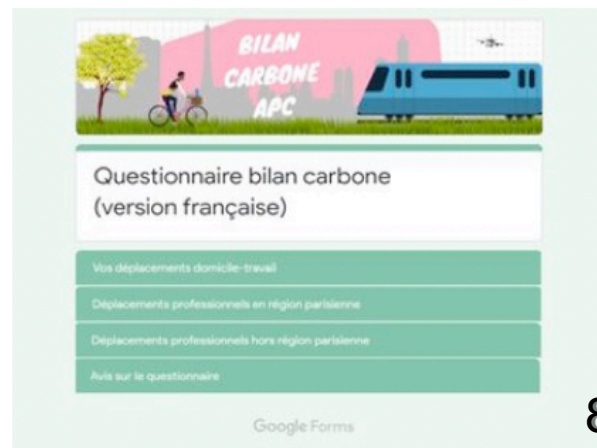 BILAN
CARBONE
APC
Questionnaire bilan carbone
(version française)
Vos déplacements domicile-travail
Déplacements professionnels en région parisienne
Déplacements professionnels hors région parisienne
Avis sur le questionnaire
Google Forms
8